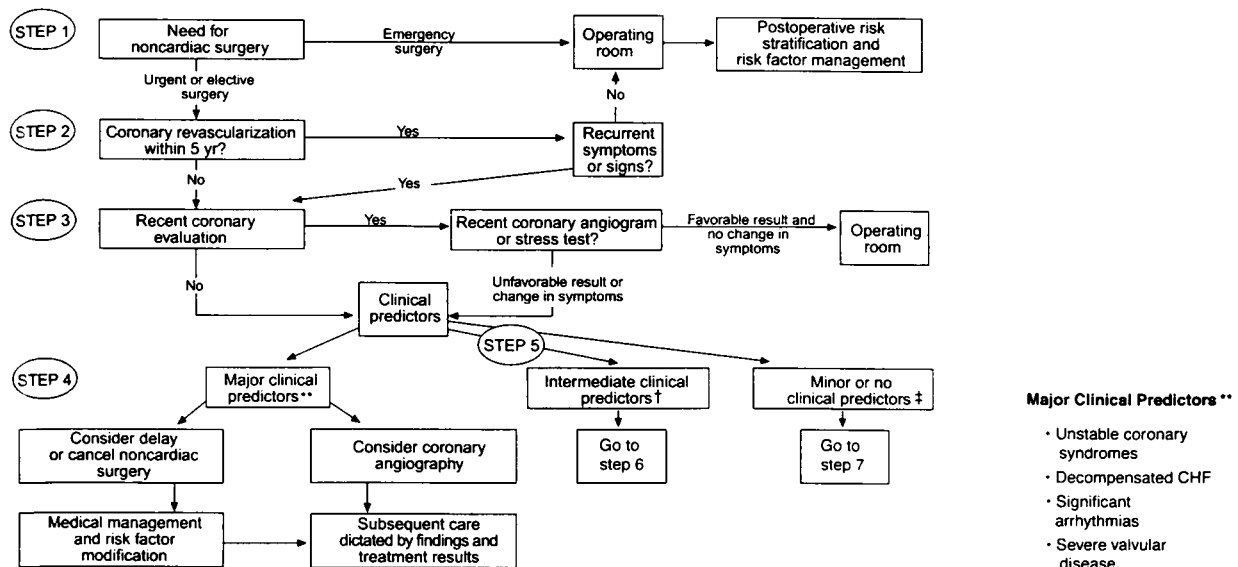 STEP 1
Need for
noncardiac surgery
Emergency
surgery
Operating
room
Postoperative risk
stratification and
risk factor management
Urgent or elective
surgery
No
STEP 2
Coronary revascularization
within 5 yr?
Yes
Recurrent
symptoms
or signs?
No
Yes
STEP 3
Recent coronary
evaluation
Yes
Recent coronary angiogram
or stress test?
Favorable result and
no change in
symptoms
Operating
room
No
Unfavorable result or
change in symptoms
Clinical
predictors
STEP 5
STEP 4
Major clinical
predictors**
Intermediate clinical
predictors†
Minor or no
clinical predictors ‡
Consider delay
or cancel noncardiac
surgery
Consider coronary
angiography
Go to
step 6
Go to
step 7
Medical management
and risk factor
modification
Subsequent care
dictated by findings and
treatment results
Major Clinical Predictors **
· Unstable coronary
syndromes
· Decompensated CHF
· Significant
arrhythmias
· Severe valvular
disease